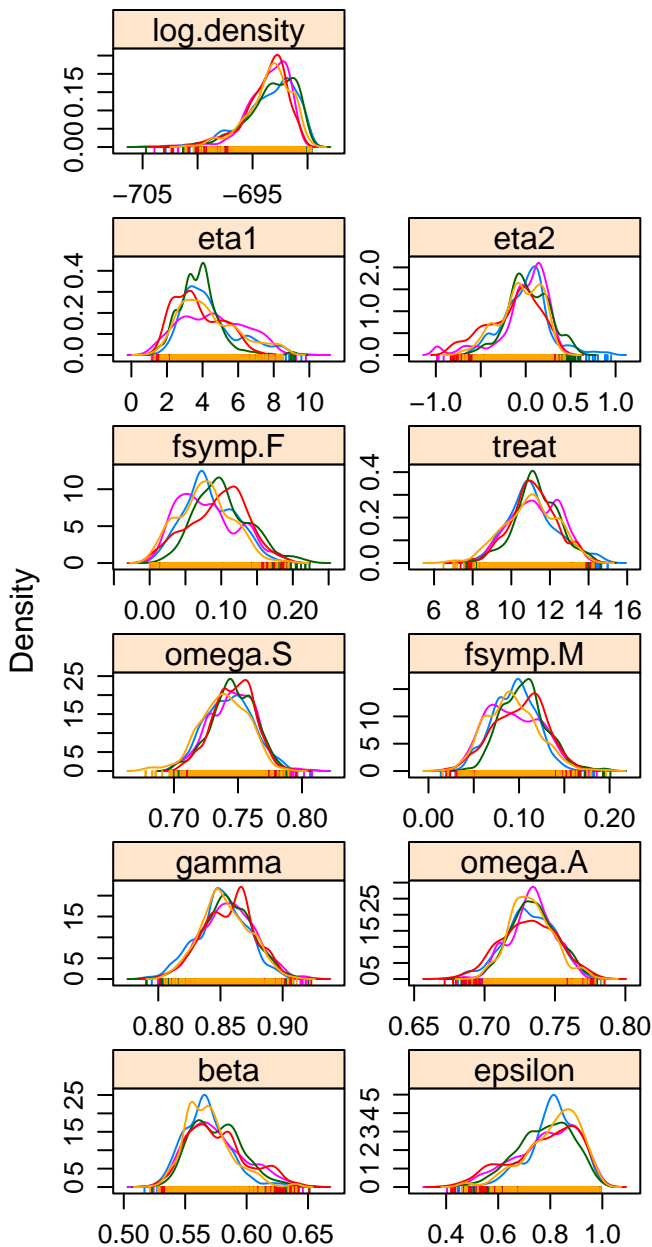 log.density
0.00 0.15
−705 −695
eta1 eta2
0.0 0.2 0.4 0.0 1.0 2.0
0 2 4 6 8 10 −1.0 0.0 0.5 1.0
fsymp.F treat
0 5 10 0.0 0.2 0.4
0.00 0.10 0.20 6 8 10 12 14 16
Density
omega.S fsymp.M
0 5 15 25 0 5 10
0.70 0.75 0.80 0.00 0.10 0.20
gamma omega.A
0 5 15 0 5 15 25
0.80 0.85 0.90 0.65 0.70 0.75 0.80
beta epsilon
0 5 15 25 0 1 2 3 4 5
0.50 0.55 0.60 0.65 0.4 0.6 0.8 1.0